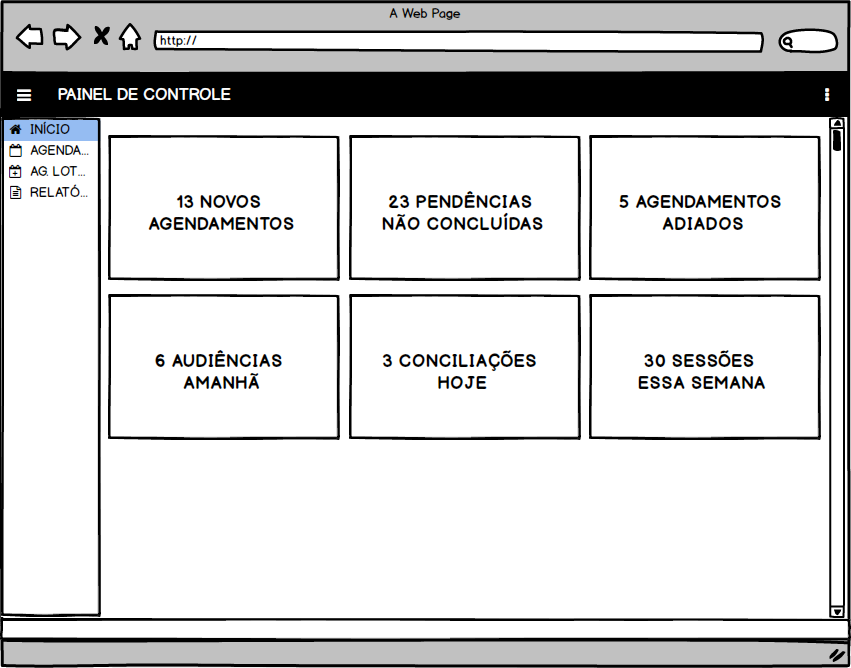 A Web Page
http://
PAINEL DE CONTROLE
INÍCIO
AGENDA...
AG. LOT...
RELATÓ...
13 NOVOS
AGENDAMENTOS
23 PENDÊNCIAS
NÃO CONCLUÍDAS
5 AGENDAMENTOS
ADIADOS
6 AUDIÊNCIAS
AMANHÃ
3 CONCILIAÇÕES
HOJE
30 SESSÕES
ESSA SEMANA